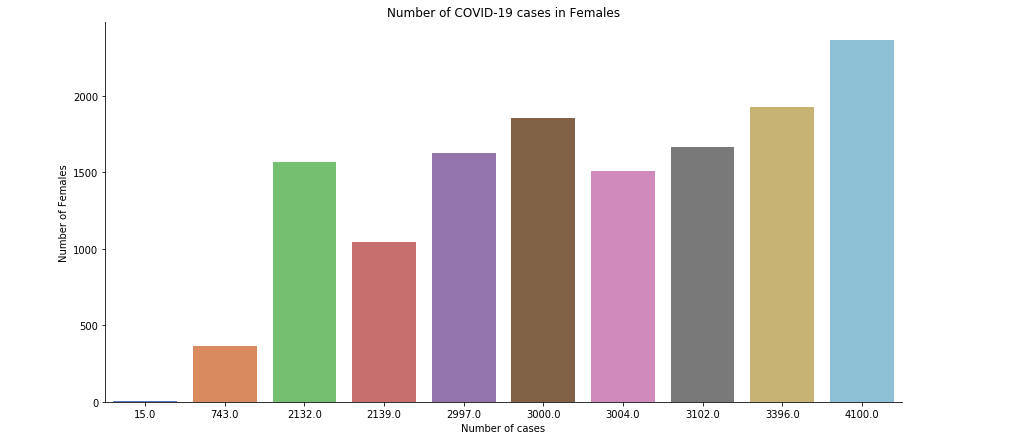 Number of COVID-19 cases in Females
2000
1500
1000
500
0
Number of Females
15.0 743.0 2132.0 2139.0 2997.0 3000.0 3004.0 3102.0 3396.0 4100.0
Number of cases